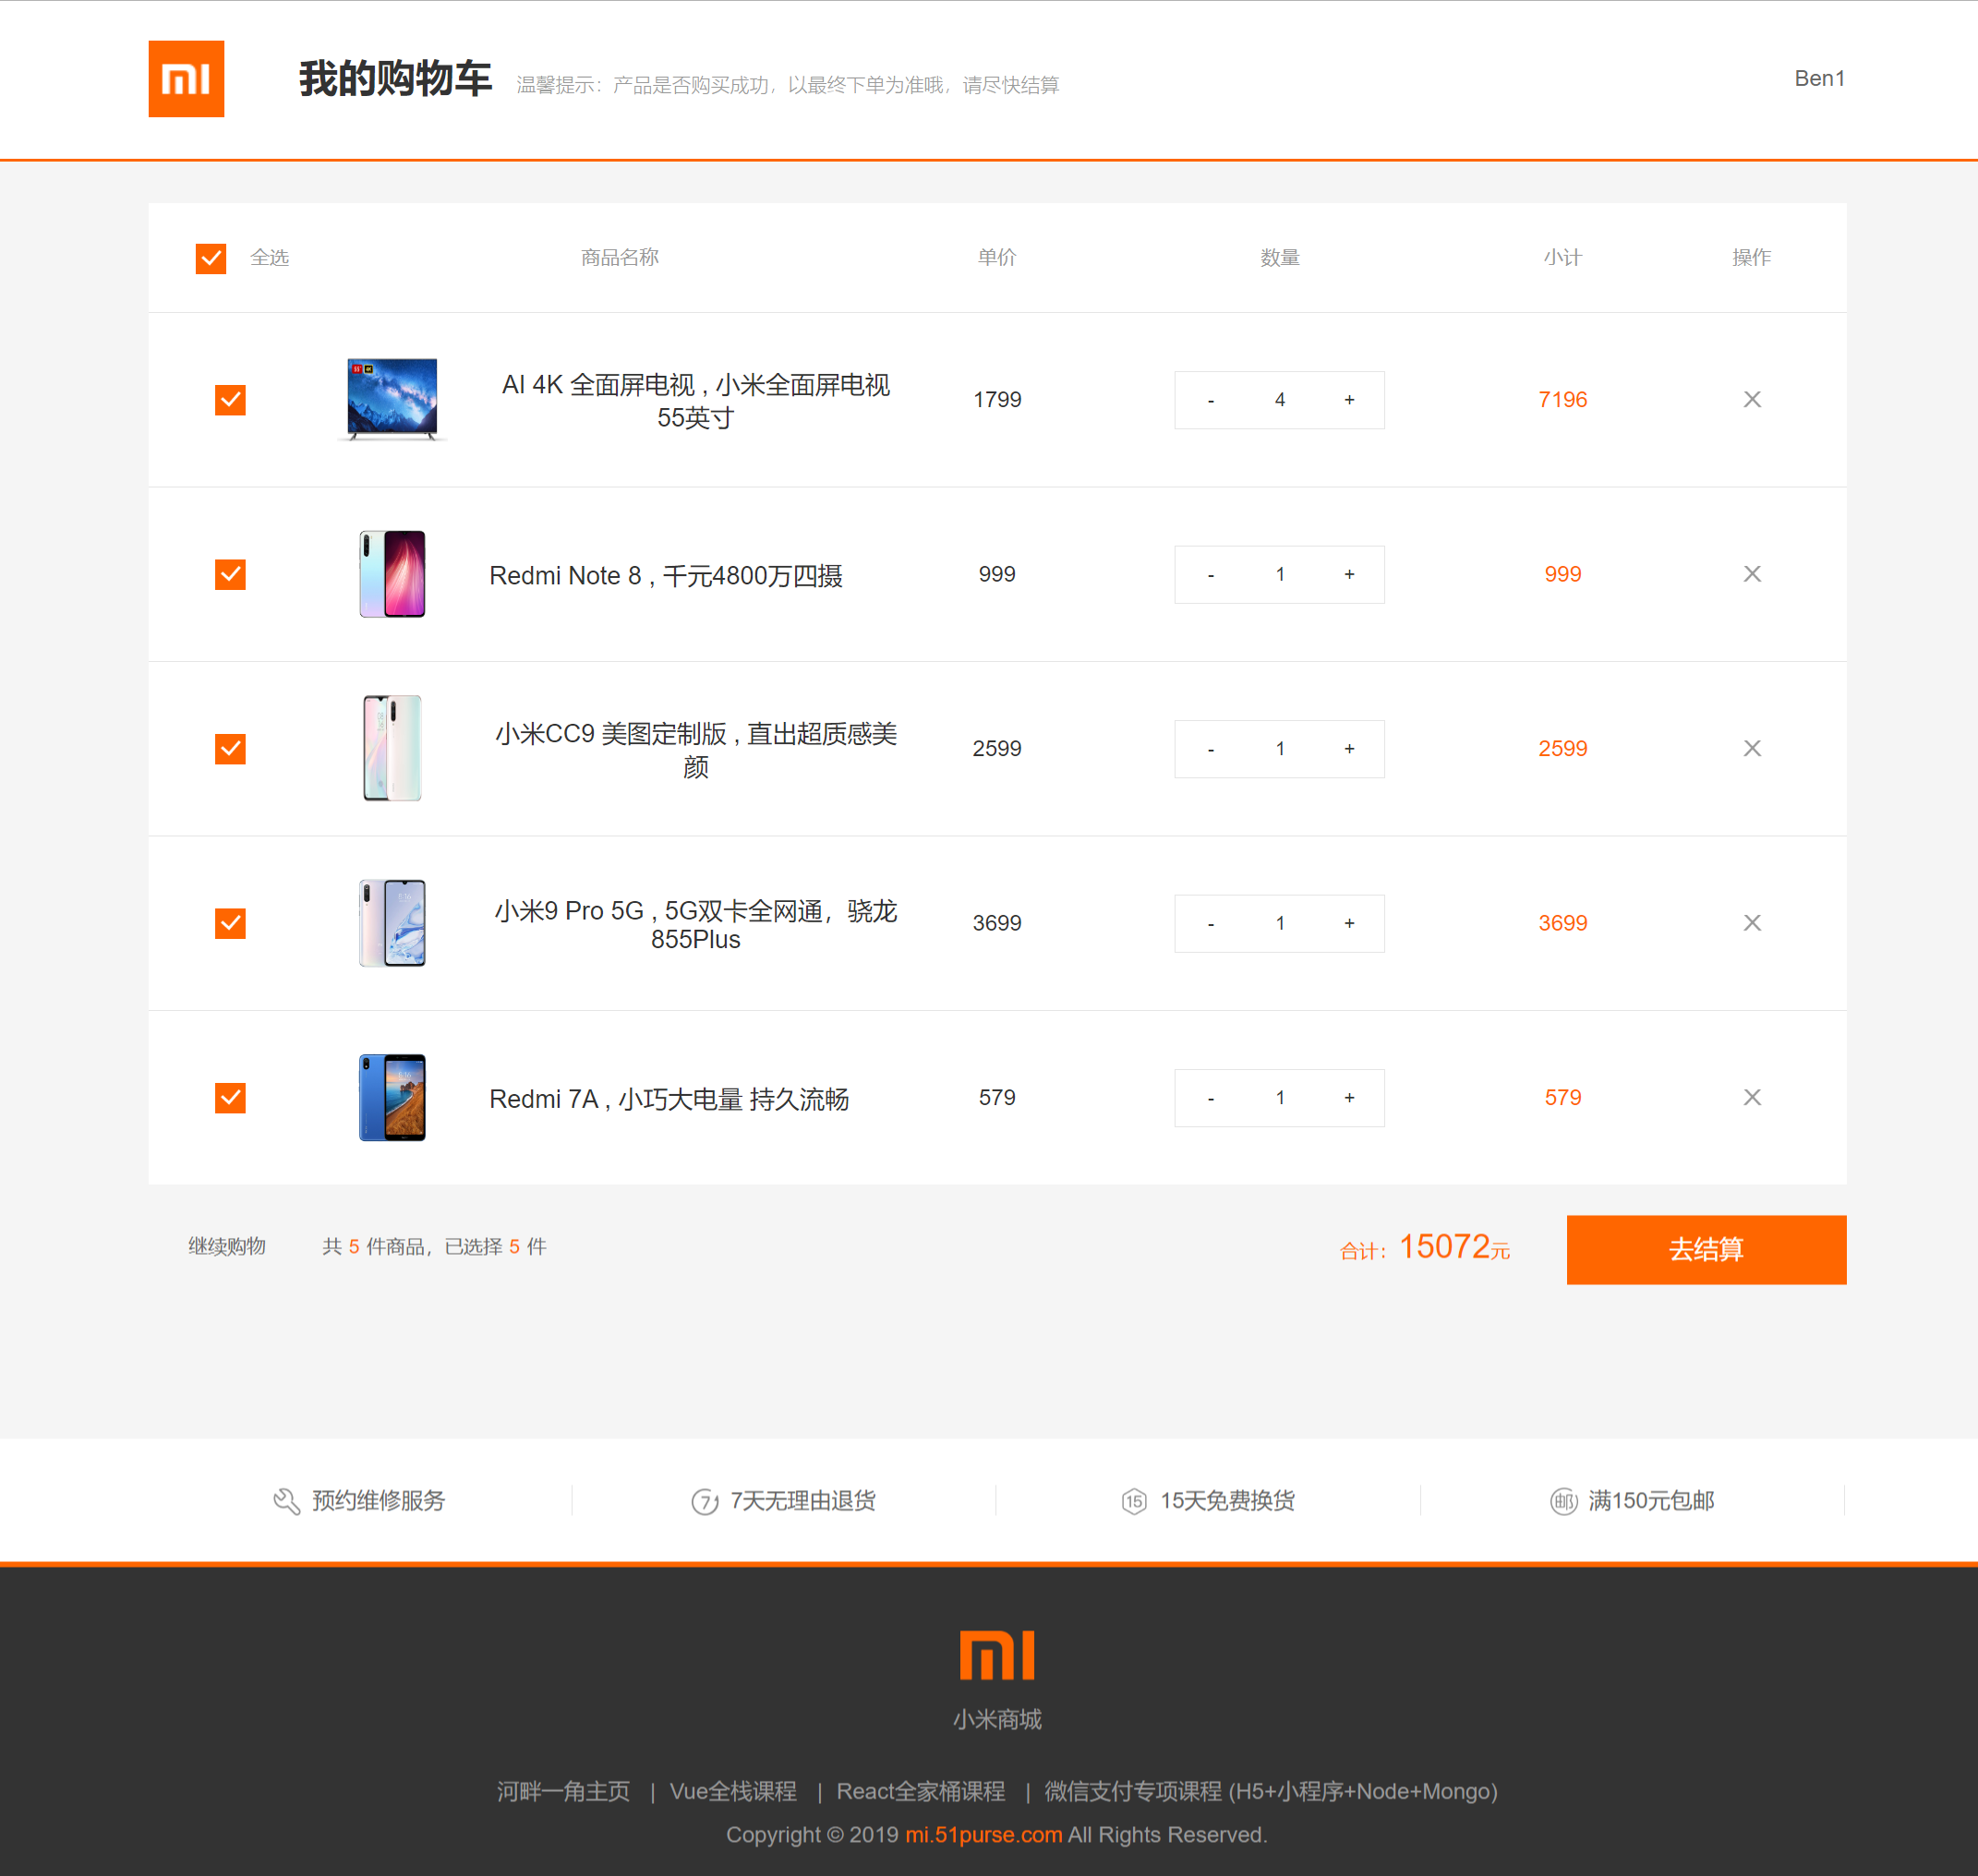 我的购物车 温馨提示：产品是否购买成功，以最终下单为准哦，请尽快结算 Ben1
全选 商品名称 单价 数量 小计 操作
AI 4K 全面屏电视 , 小米全面屏电视
55英寸
1799 - 4 + 7196
Redmi Note 8 , 千元4800万四摄 999 - 1 + 999
小米CC9 美图定制版 , 直出超质感美
颜
2599 - 1 + 2599
小米9 Pro 5G , 5G双卡全网通，骁龙
855Plus
3699 - 1 + 3699
Redmi 7A , 小巧大电量 持久流畅 579 - 1 + 579
继续购物 共 5 件商品，已选择 5 件 合计：15072元 去结算
预约维修服务 7天无理由退货 15天免费换货 满150元包邮
小米商城
河畔一角主页 | Vue全栈课程 | React全家桶课程 | 微信支付专项课程 (H5+小程序+Node+Mongo)
Copyright © 2019 mi.51purse.com All Rights Reserved.